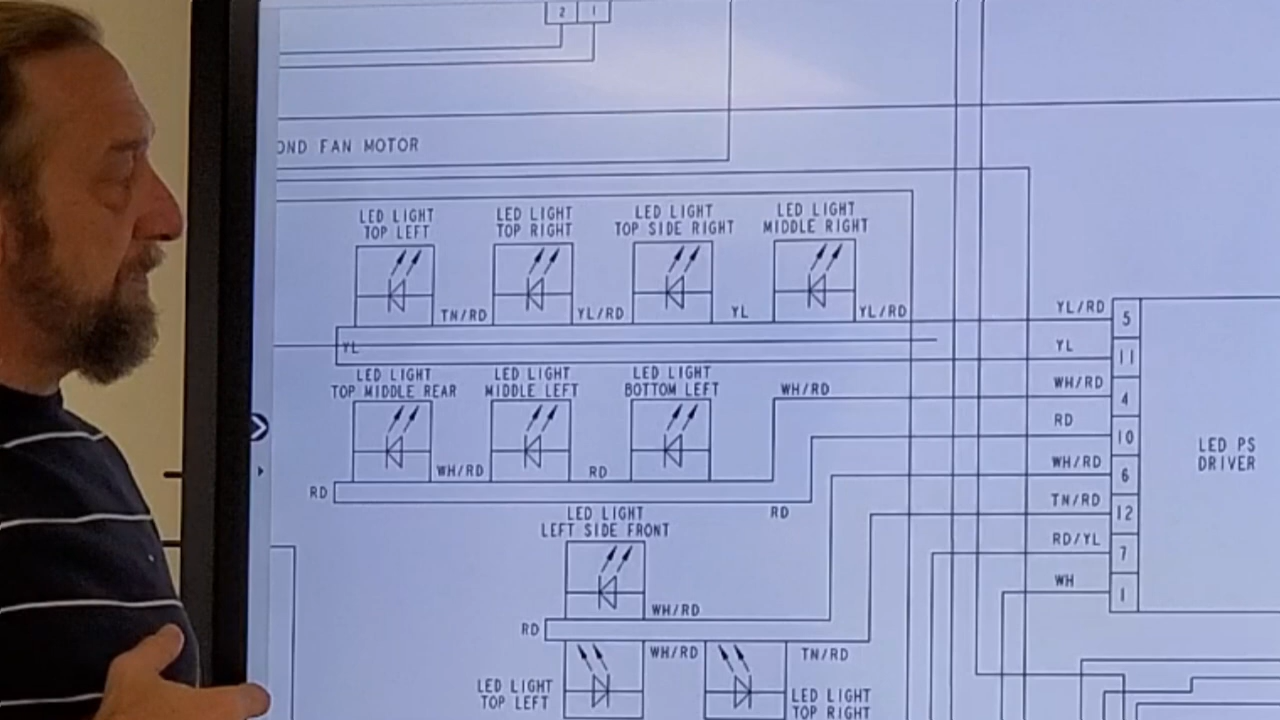 2 1
OND FAN MOTOR
LED LIGHT TOP LEFT
LED LIGHT TOP RIGHT
LED LIGHT TOP SIDE RIGHT
LED LIGHT MIDDLE RIGHT
TN/RD
YL/RD
YL
YL/RD
YL/RD
5
YL
YL
11
LED LIGHT TOP MIDDLE REAR
LED LIGHT MIDDLE LEFT
LED LIGHT BOTTOM LEFT
WH/RD
WH/RD
4
RD
10
LED PS
DRIVER
WH/RD
RD
WH/RD
6
RD
RD
TN/RD
12
LED LIGHT
LEFT SIDE FRONT
RD/YL
7
WH
1
WH/RD
RD
WH/RD
TN/RD
LED LIGHT
TOP LEFT
LED LIGHT
TOP RIGHT